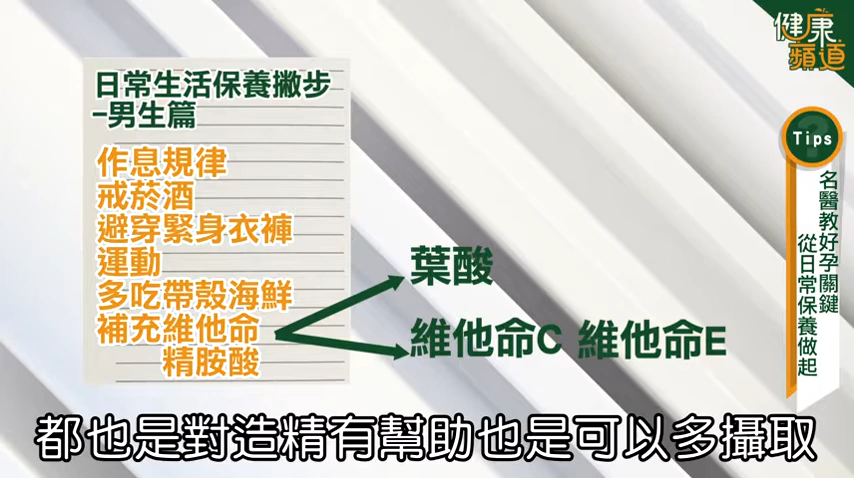 健康
頻道
日常生活保養撇步
-男生篇
作息規律
戒菸酒
避穿緊身衣褲
運動
多吃帶殼海鮮
補充維他命
精胺酸
葉酸
維他命C 維他命E
Tips
名醫教好孕關鍵
從日常保養做起
都也是對造精有幫助也是可以多攝取